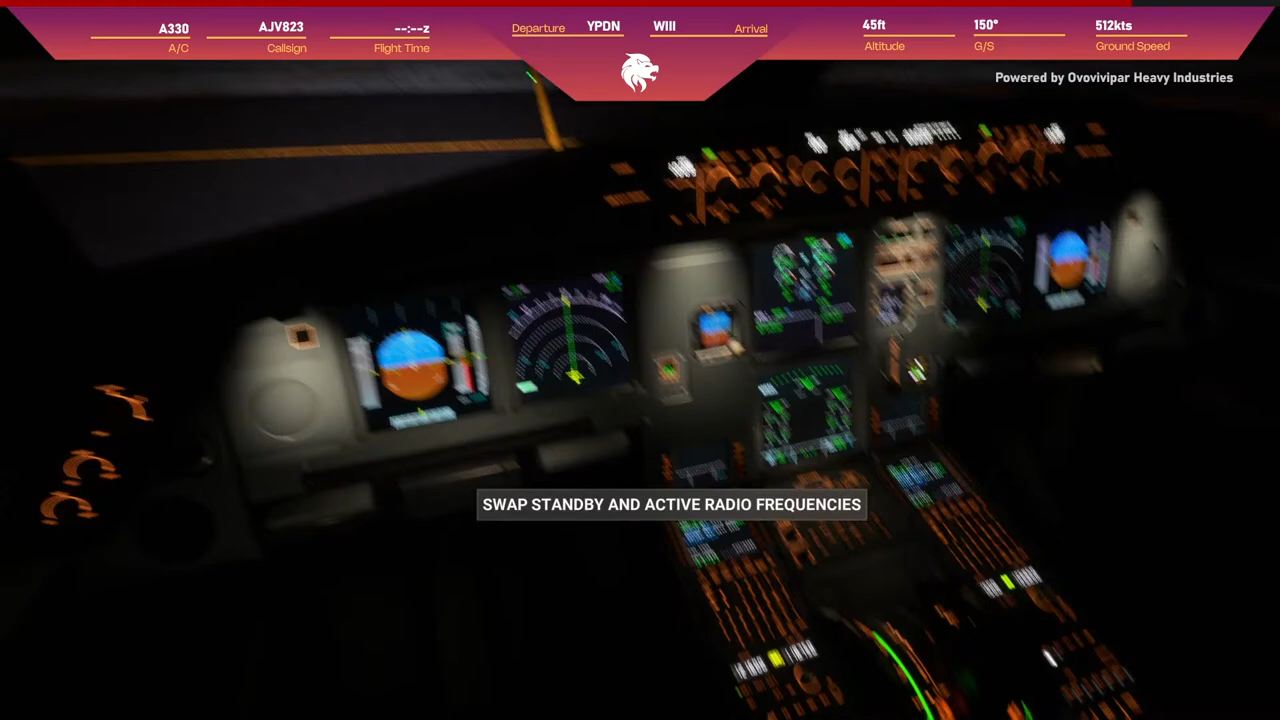 A330
A/C
AJV823
Callsign
--:--z
Flight Time
Departure YPDN
WIII Arrival
45ft
Altitude
150°
G/S
512kts
Ground Speed
Powered by Ovovivipar Heavy Industries
SWAP STANDBY AND ACTIVE RADIO FREQUENCIES